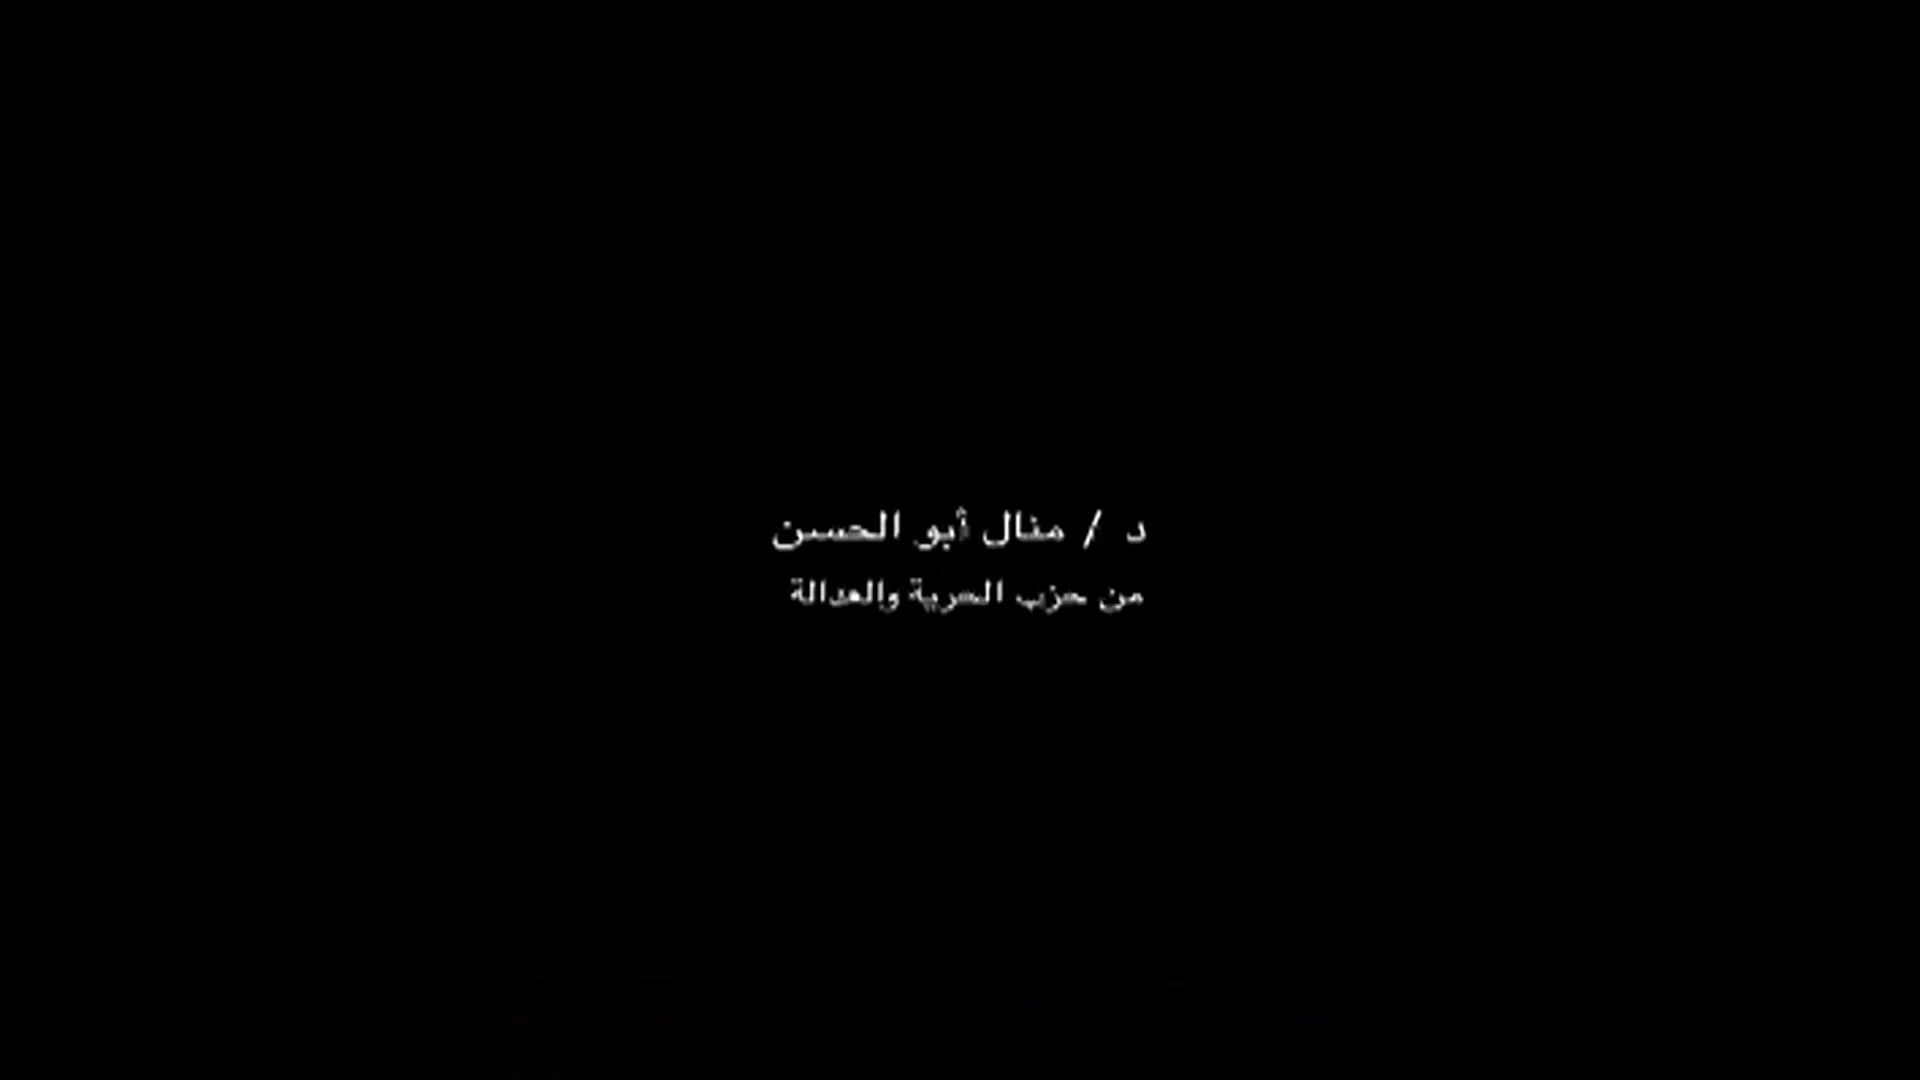 د / منال أبو الحسن
من حزب الحرية والعدالة